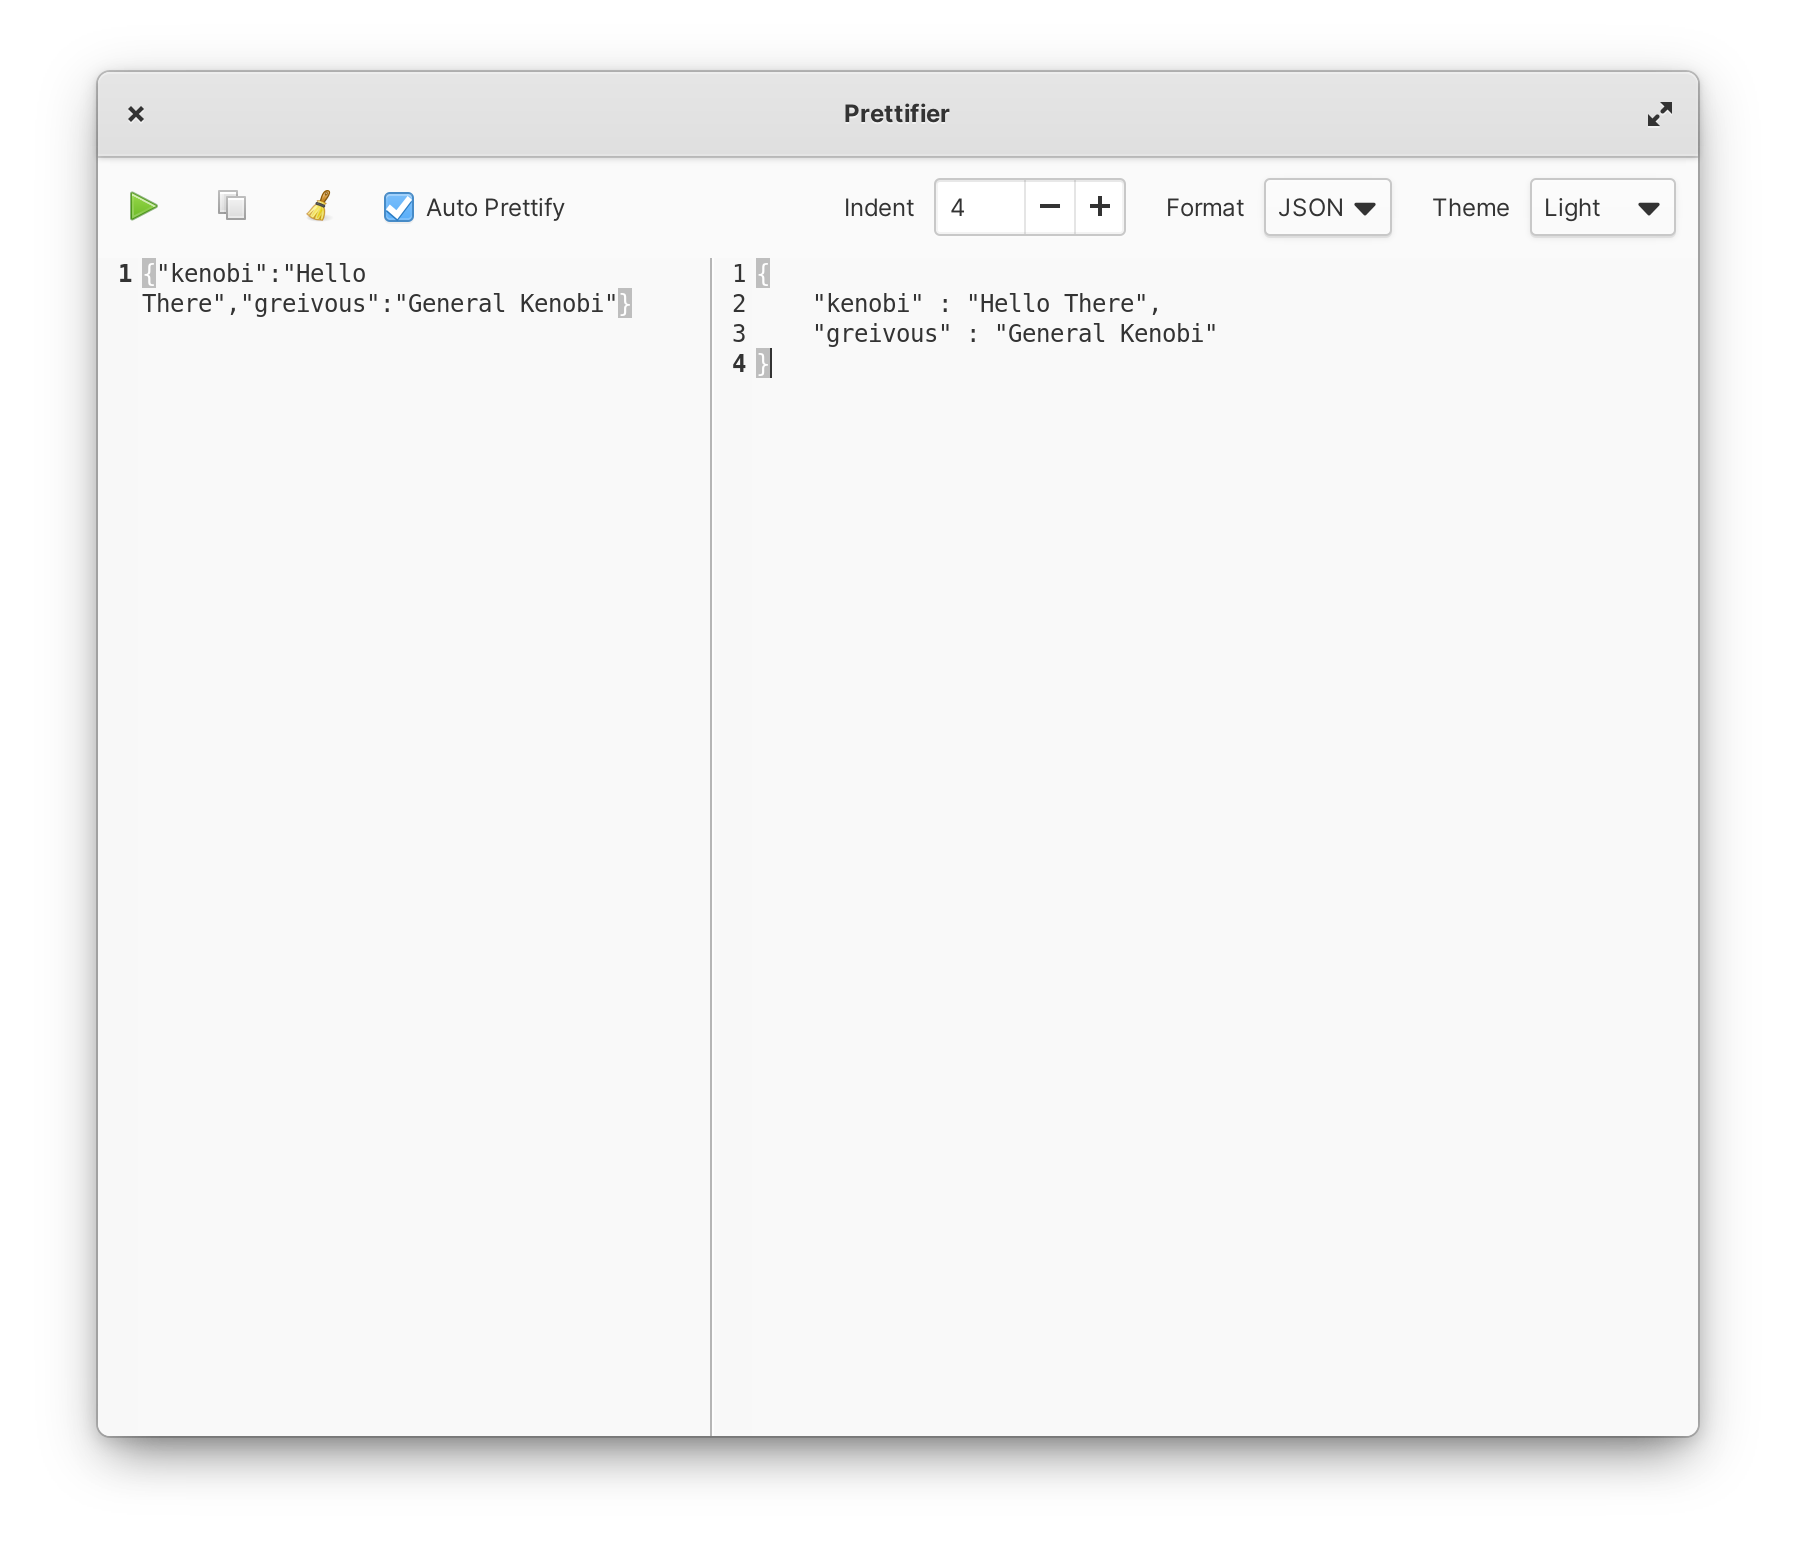 Prettifier
Auto Prettify
Indent 4 Format JSON Theme Light
1 {"kenobi":"Hello
There","greivous":"General Kenobi"}
1 {
2     "kenobi" : "Hello There",
3     "greivous" : "General Kenobi"
4 }